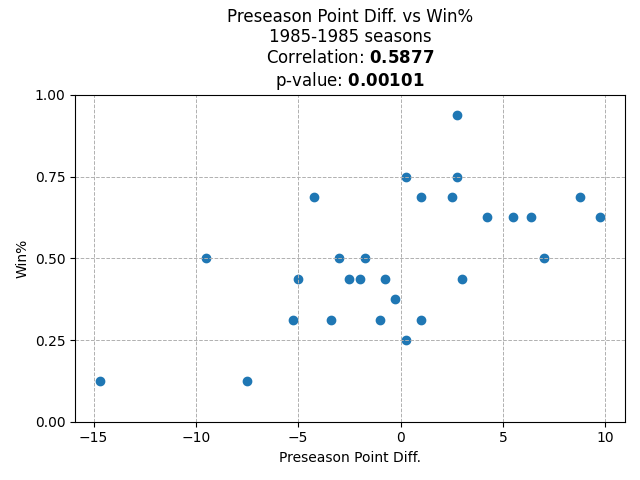 Preseason Point Diff. vs Win%
1985-1985 seasons
Correlation: 0.5877
p-value: 0.00101
1.00
0.75
0.50
0.25
0.00
Win%
−15
−10
−5
0
5
10
Preseason Point Diff.